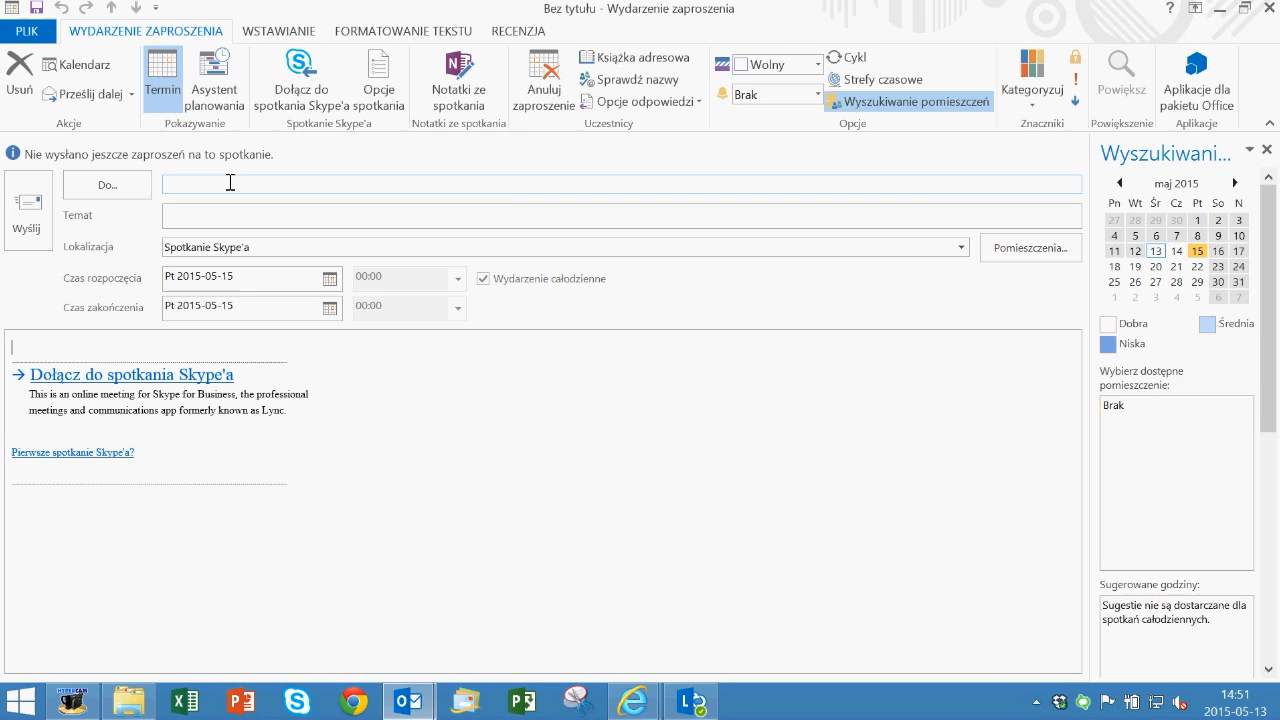 Bez tytułu - Wydarzenie zaproszenia
PLIK
WYDARZENIE ZAPROSZENIA
WSTAWIANIE
FORMATOWANIE TEKSTU
RECENZJA
Usuń
Kalendarz
Prześlij dalej
Akcje
Termin
Asystent planowania
Pokazywanie
Dołącz do spotkania Skype'a
Opcje spotkania
Spotkanie Skype'a
Notatki ze spotkania
Notatki ze spotkania
Anuluj zaproszenie
Książka adresowa
Sprawdź nazwy
Opcje odpowiedzi
Uczestnicy
Wolny
Brak
Cykl
Strefy czasowe
Wyszukiwanie pomieszczeń
Opcje
Kategoryzuj
Znaczniki
Powiększ
Powiększenie
Aplikacje dla pakietu Office
Aplikacje
Nie wysłano jeszcze zaproszeń na to spotkanie.
Wyślij
Do...
Temat
Lokalizacja
Spotkanie Skype'a
Pomieszczenia...
Czas rozpoczęcia
Pt 2015-05-15
00:00
Wydarzenie całodzienne
Czas zakończenia
Pt 2015-05-15
00:00
→ Dołącz do spotkania Skype'a
This is an online meeting for Skype for Business, the professional
meetings and communications app formerly known as Lync.
Pierwsze spotkanie Skype'a?
Wyszukiwani...
maj 2015
Pn Wt Śr Cz Pt So N
27 28 29 30 1 2 3
4 5 6 7 8 9 10
11 12 13 14 15 16 17
18 19 20 21 22 23 24
25 26 27 28 29 30 31
1 2 3 4 5 6 7
Dobra
Średnia
Niska
Wybierz dostępne
pomieszczenie:
Brak
Sugerowane godziny:
Sugestie nie są dostarczane dla
spotkań całodziennych.
HYPERCAM
14:51
2015-05-13